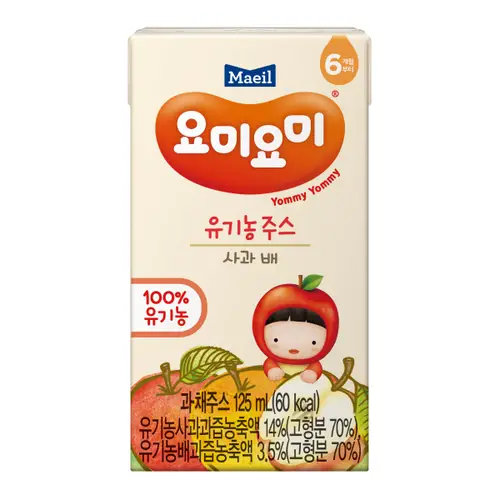 Maeil
6개월
부터
요미요미®
Yommy Yommy
유기농주스
사과 배
100%
유기농
과·채주스 125 mL(60 kcal)
유기농사과과즙농축액 14%(고형분 70%),
유기농배과즙농축액 3.5%(고형분 70%)